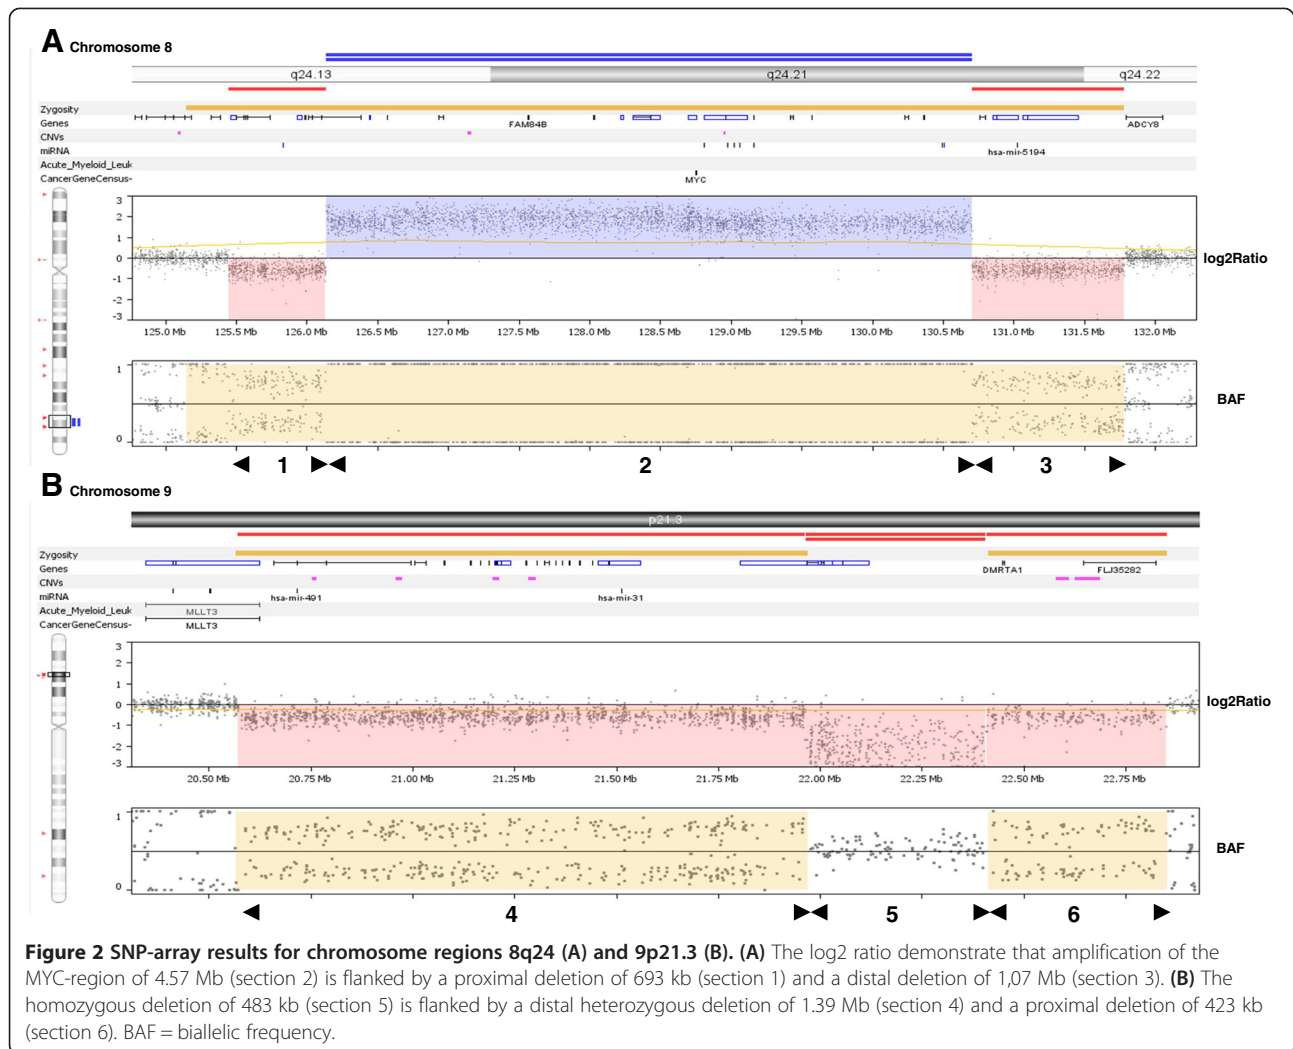 A Chromosome 8
q24.13
q24.21
q24.22
Zygosity
Genes
FAM84B
ADCY8
CNVs
miRNA
hsa-mir-5194
Acute_Myeloid_Leuk
CancerGeneCensus-
MYC
3
2
1
0
-1
-2
-3
log2Ratio
125.0 Mb 125.5 Mb 126.0 Mb 126.5 Mb 127.0 Mb 127.5 Mb 128.0 Mb 128.5 Mb 129.0 Mb 129.5 Mb 130.0 Mb 130.5 Mb 131.0 Mb 131.5 Mb 132.0 Mb
1
0
BAF
1 2 3
B Chromosome 9
p21.3
Zygosity
Genes
DMRTA1 FLJ35282
CNVs
miRNA
hsa-mir-491 hsa-mir-31
Acute_Myeloid_Leuk
MLLT3
CancerGeneCensus-
MLLT3
3
2
1
0
-1
-2
-3
log2Ratio
20.50 Mb 20.75 Mb 21.00 Mb 21.25 Mb 21.50 Mb 21.75 Mb 22.00 Mb 22.25 Mb 22.50 Mb 22.75 Mb
1
0
BAF
4 5 6
Figure 2 SNP-array results for chromosome regions 8q24 (A) and 9p21.3 (B). (A) The log2 ratio demonstrate that amplification of the
MYC-region of 4.57 Mb (section 2) is flanked by a proximal deletion of 693 kb (section 1) and a distal deletion of 1,07 Mb (section 3). (B) The
homozygous deletion of 483 kb (section 5) is flanked by a distal heterozygous deletion of 1.39 Mb (section 4) and a proximal deletion of 423 kb
(section 6). BAF = biallelic frequency.